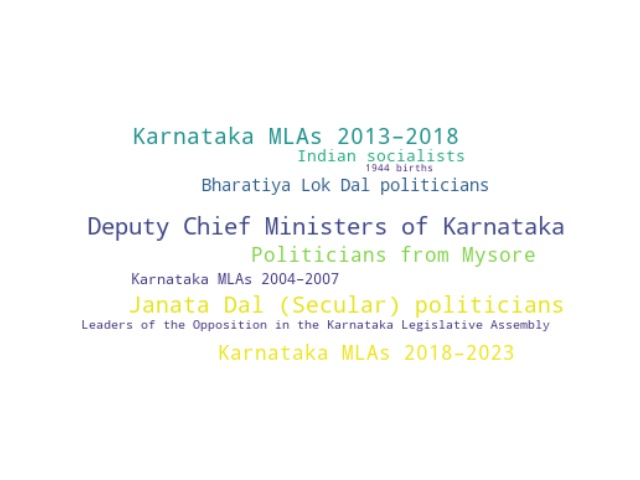 Karnataka MLAs 2013–2018
Indian socialists
1944 births
Bharatiya Lok Dal politicians
Deputy Chief Ministers of Karnataka
Politicians from Mysore
Karnataka MLAs 2004–2007
Janata Dal (Secular) politicians
Leaders of the Opposition in the Karnataka Legislative Assembly
Karnataka MLAs 2018–2023